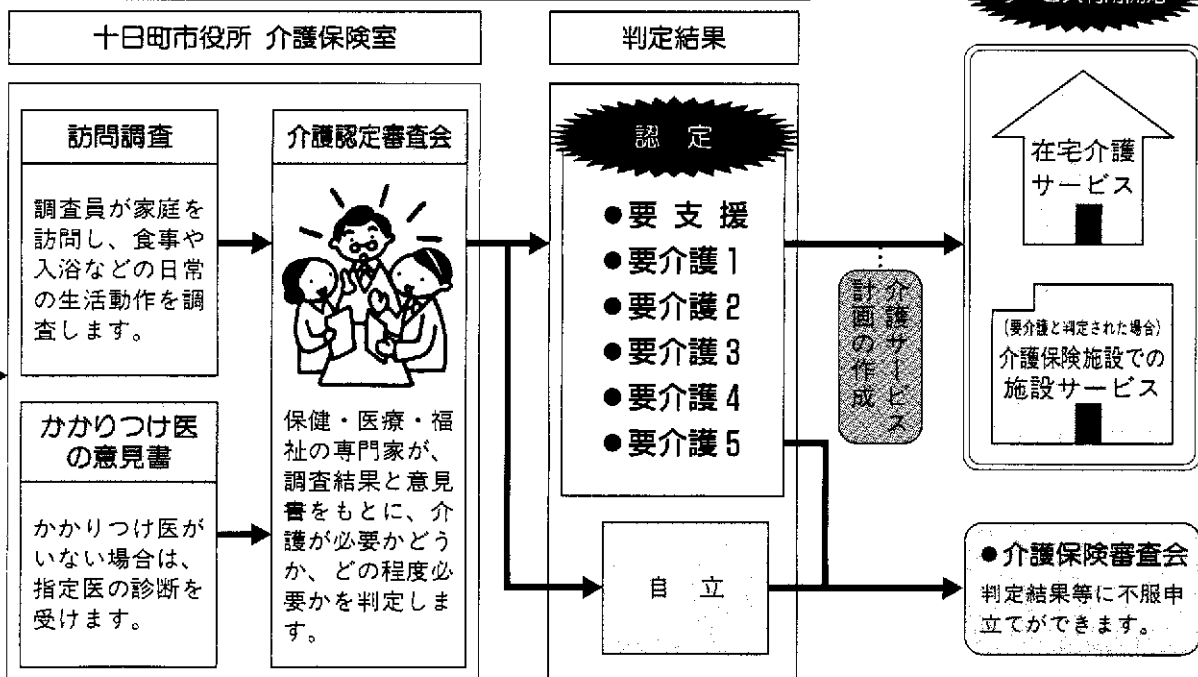 十日町市役所 介護保険室
訪問調査
調査員が家庭を
訪問し、食事や
入浴などの日常
の生活動作を調
査します。
かかりつけ医
の意見書
かかりつけ医が
いない場合は、
指定医の診断を
受けます。
介護認定審査会
保健・医療・福
祉の専門家が、
調査結果と意見
書をもとに、介
護が必要かどう
か、どの程度必
要かを判定しま
す。
判定結果
認 定
●要 支 援
●要介護1
●要介護2
●要介護3
●要介護4
●要介護5
自 立
介護サービス
計画の作成
在宅介護
サービス
(要介護と判定された場合)
介護保険施設での
施設サービス
●介護保険審査会
判定結果等に不服申
立てができます。